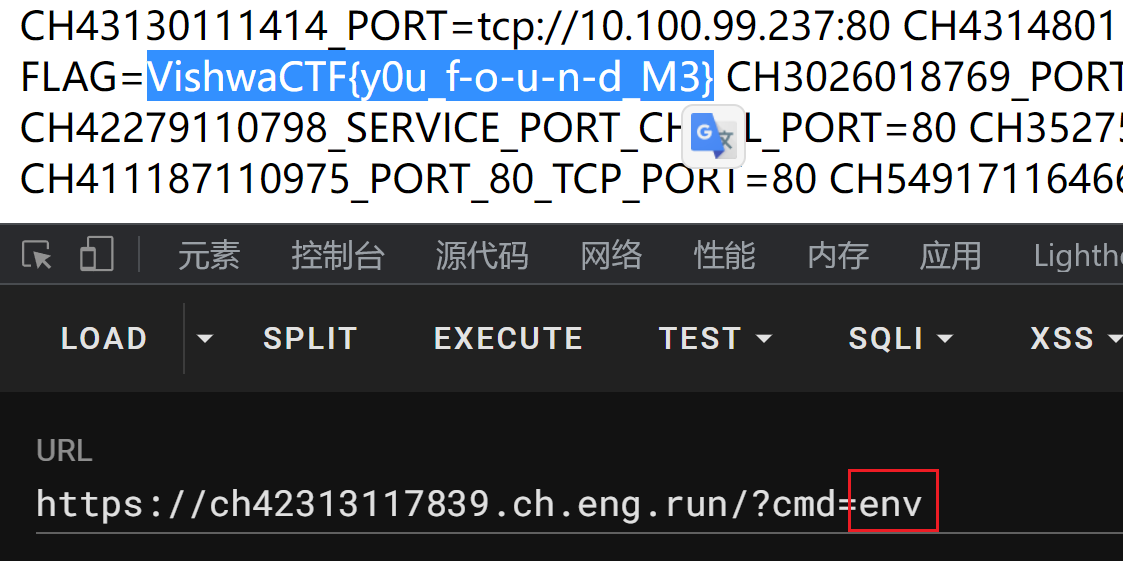 CH43130111414_PORT=tcp://10.100.99.237:80 CH4314801
FLAG=VishwaCTF{y0u_f-o-u-n-d_M3} CH3026018769_PORT
CH42279110798_SERVICE_PORT_CH L_PORT=80 CH35275
CH411187110975_PORT_80_TCP_PORT=80 CH54917116466
元素 控制台 源代码 网络 性能 内存 应用 Lighth
LOAD SPLIT EXECUTE TEST SQLI XSS
URL
https://ch42313117839.ch.eng.run/?cmd=env